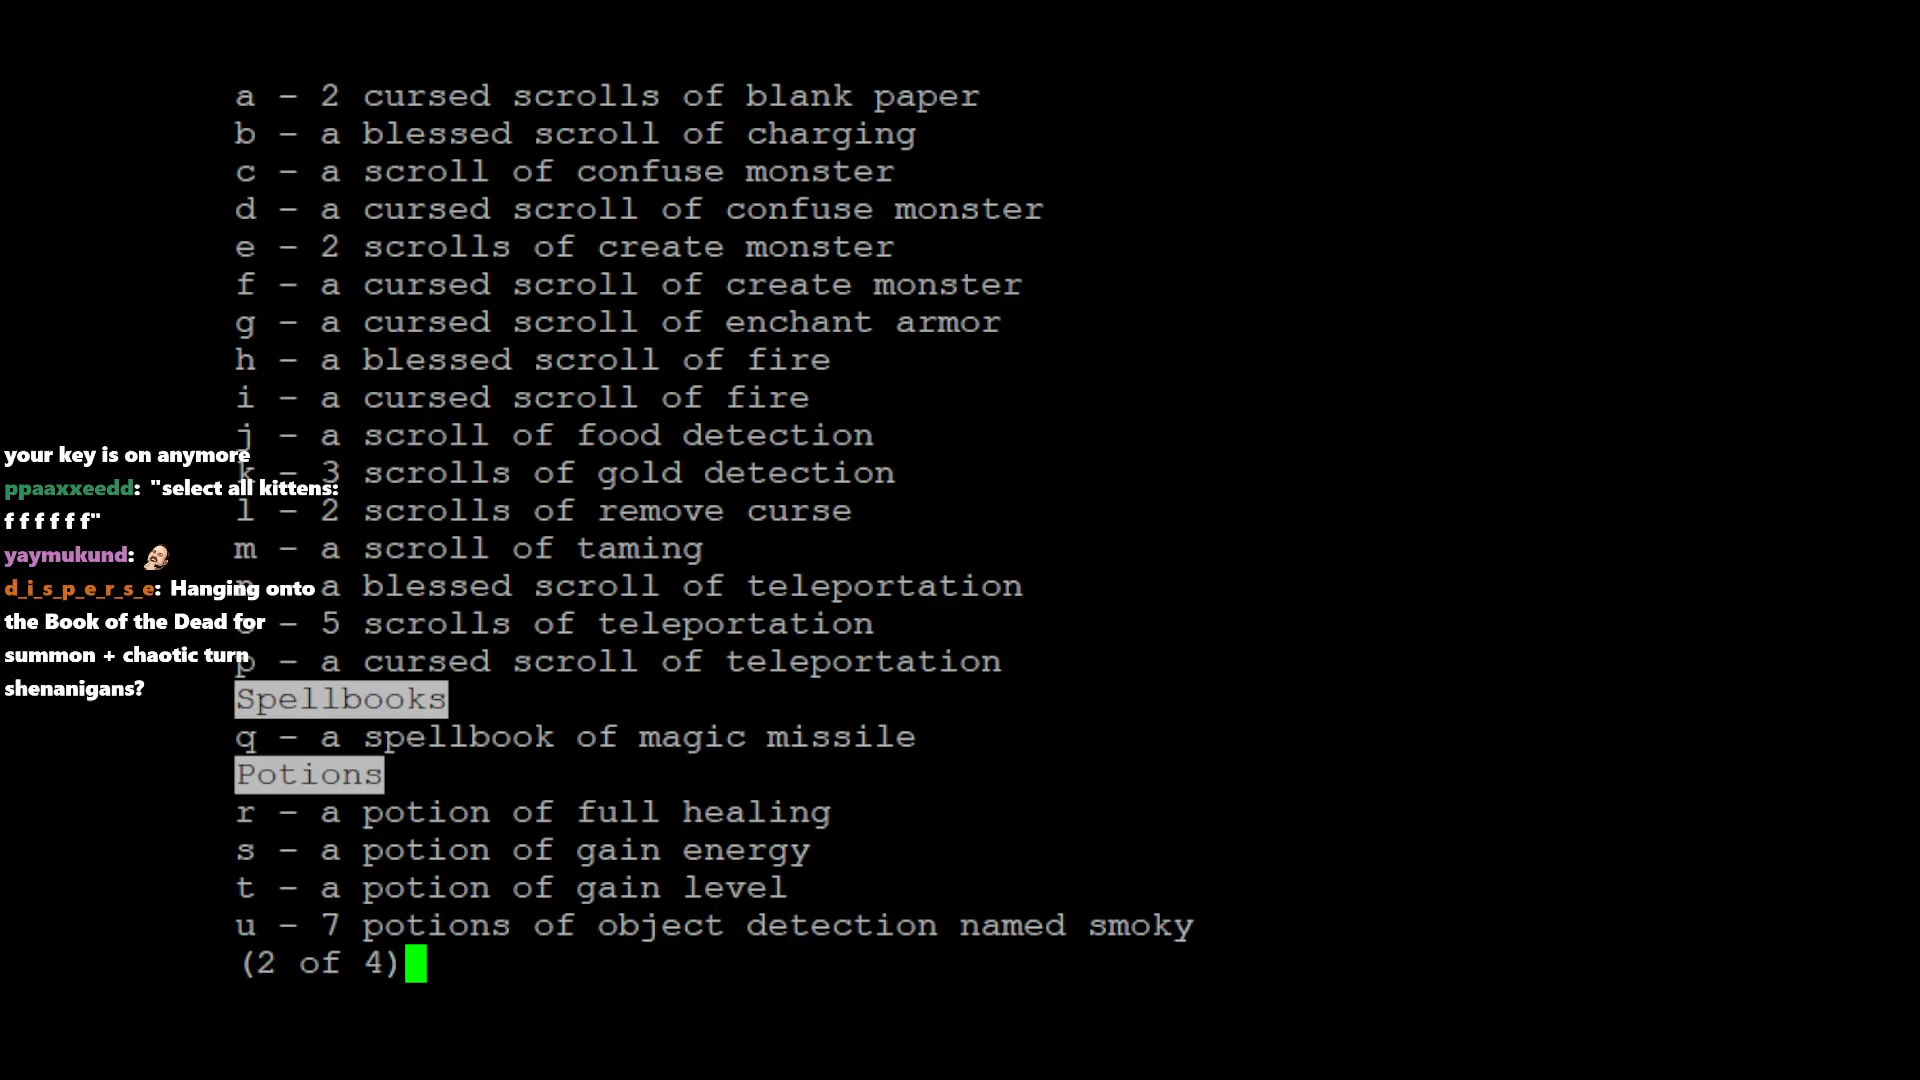 a - 2 cursed scrolls of blank paper
b - a blessed scroll of charging
c - a scroll of confuse monster
d - a cursed scroll of confuse monster
e - 2 scrolls of create monster
f - a cursed scroll of create monster
g - a cursed scroll of enchant armor
h - a blessed scroll of fire
i - a cursed scroll of fire
j - a scroll of food detection
k - 3 scrolls of gold detection
l - 2 scrolls of remove curse
m - a scroll of taming
n - a blessed scroll of teleportation
o - 5 scrolls of teleportation
p - a cursed scroll of teleportation
Spellbooks
q - a spellbook of magic missile
Potions
r - a potion of full healing
s - a potion of gain energy
t - a potion of gain level
u - 7 potions of object detection named smoky
(2 of 4)
your key is on anymore
ppaaxxeedd: "select all kittens:
f f f f f f"
yaymukund:
d_i_s_p_e_r_s_e: Hanging onto
the Book of the Dead for
summon + chaotic turn
shenanigans?